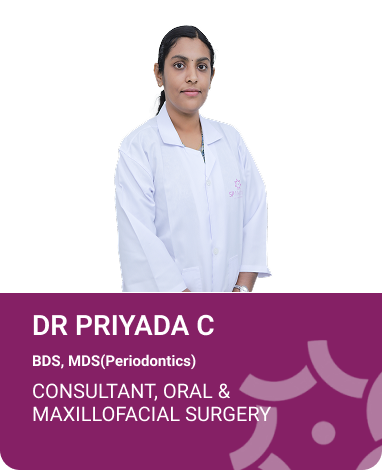 DR PRIYADA C
BDS, MDS(Periodontics)
CONSULTANT, ORAL &
MAXILLOFACIAL SURGERY